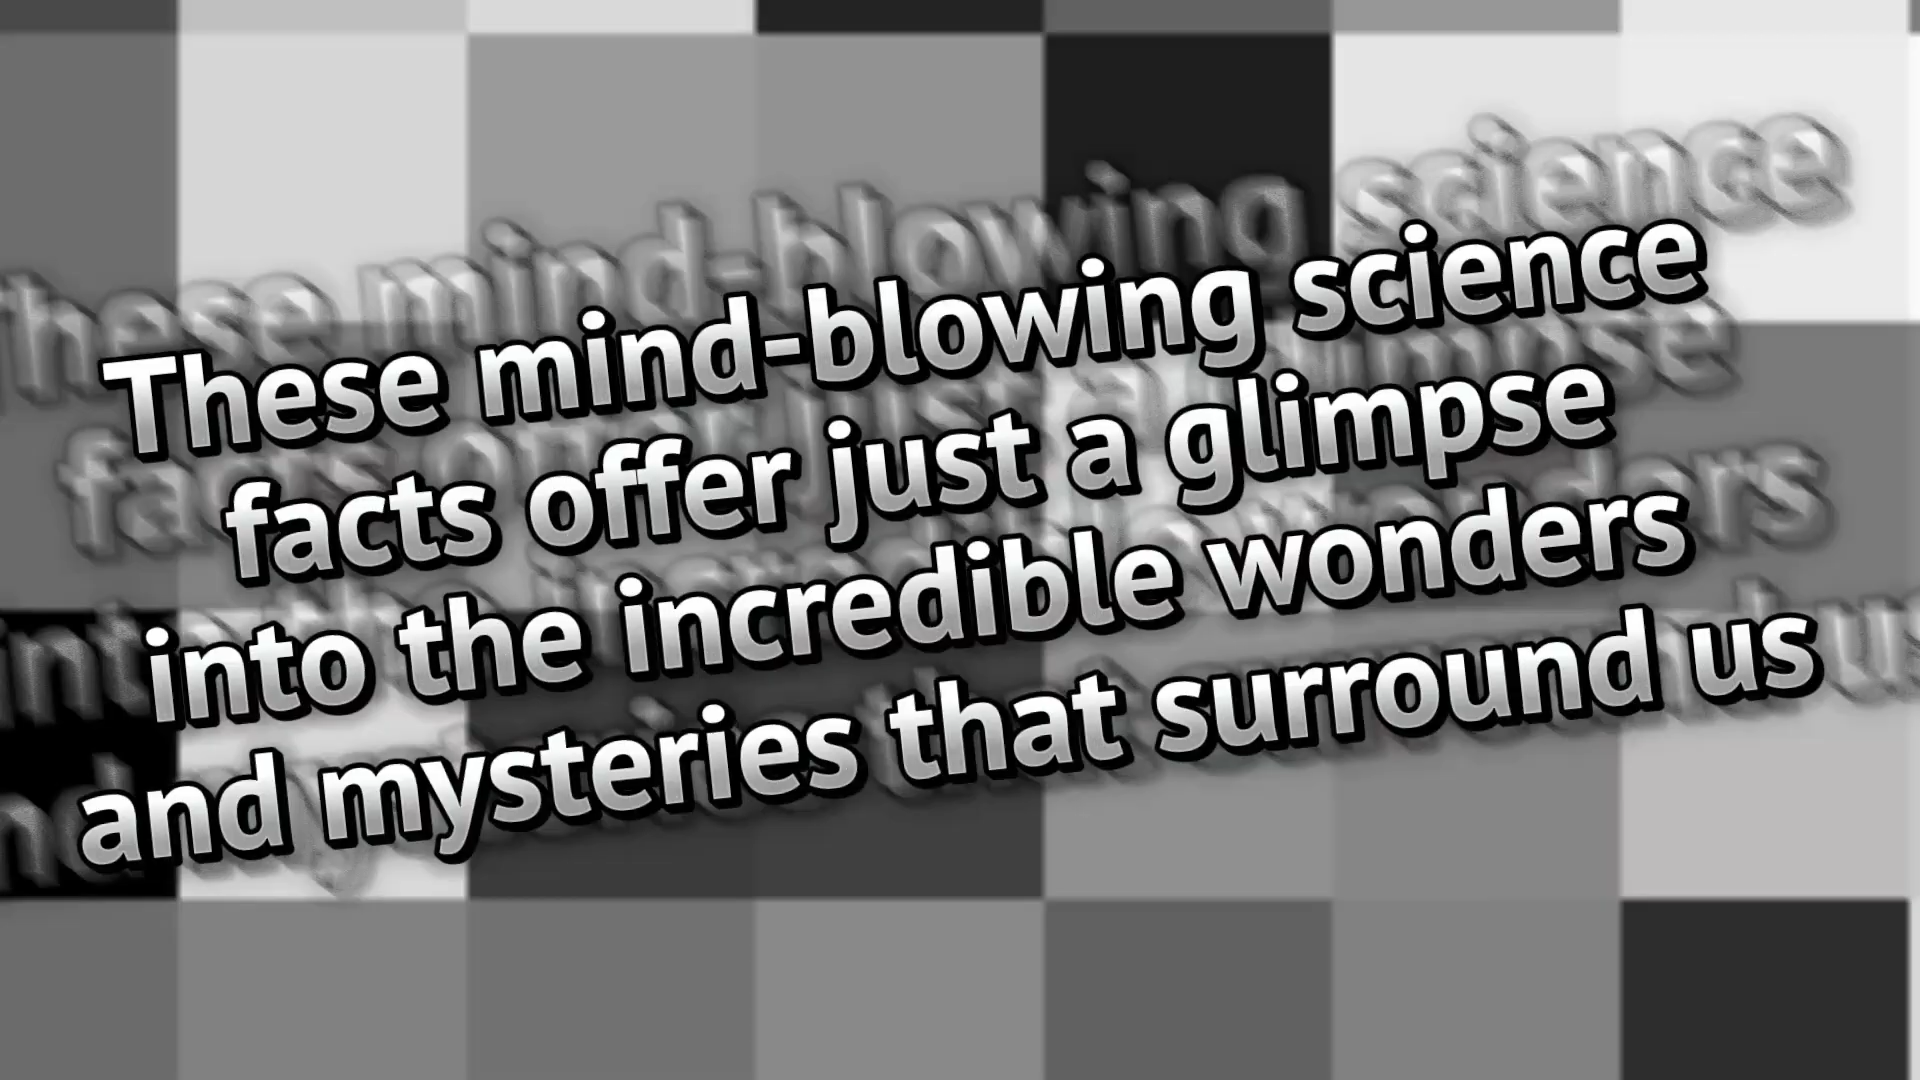 These mind-blowing science
facts offer just a glimpse
into the incredible wonders
and mysteries that surround us